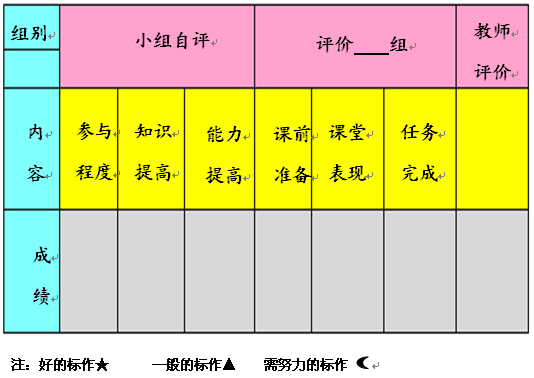 组别 小组自评 评价____组 教师
评价
内 参与 知识 能力 课前 课堂 任务
容 程度 提高 提高 准备 表现 完成
成
绩
注：好的标作★ 一般的标作▲ 需努力的标作 ☾